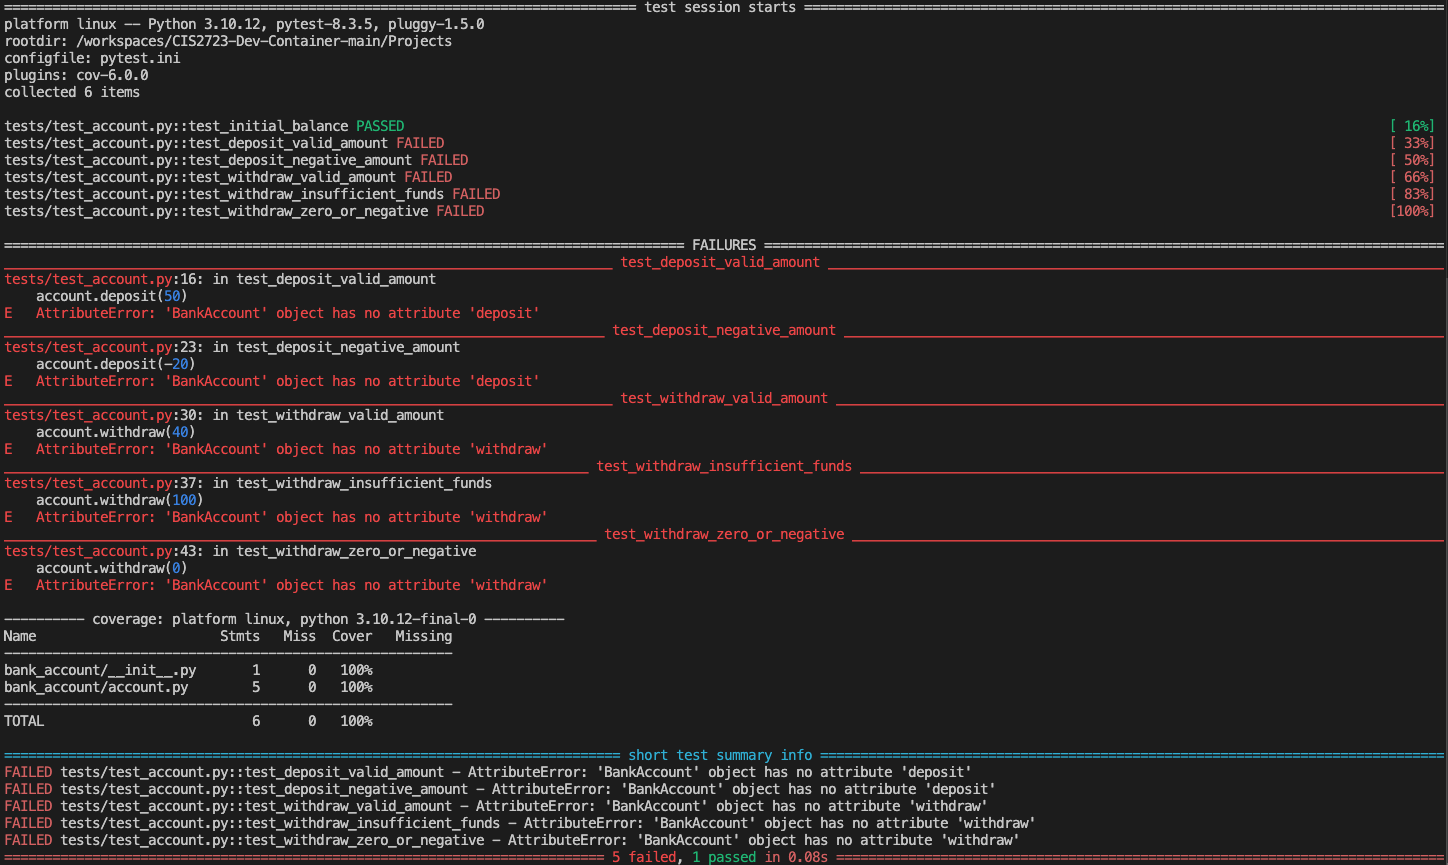 test session starts
platform linux -- Python 3.10.12, pytest-8.3.5, pluggy-1.5.0
rootdir: /workspaces/CIS2723-Dev-Container-main/Projects
configfile: pytest.ini
plugins: cov-6.0.0
collected 6 items
tests/test_account.py::test_initial_balance PASSED [ 16%]
tests/test_account.py::test_deposit_valid_amount FAILED [ 33%]
tests/test_account.py::test_deposit_negative_amount FAILED [ 50%]
tests/test_account.py::test_withdraw_valid_amount FAILED [ 66%]
tests/test_account.py::test_withdraw_insufficient_funds FAILED [ 83%]
tests/test_account.py::test_withdraw_zero_or_negative FAILED [100%]
FAILURES
test_deposit_valid_amount
tests/test_account.py:16: in test_deposit_valid_amount
account.deposit(50)
E AttributeError: 'BankAccount' object has no attribute 'deposit'
test_deposit_negative_amount
tests/test_account.py:23: in test_deposit_negative_amount
account.deposit(-20)
E AttributeError: 'BankAccount' object has no attribute 'deposit'
test_withdraw_valid_amount
tests/test_account.py:30: in test_withdraw_valid_amount
account.withdraw(40)
E AttributeError: 'BankAccount' object has no attribute 'withdraw'
test_withdraw_insufficient_funds
tests/test_account.py:37: in test_withdraw_insufficient_funds
account.withdraw(100)
E AttributeError: 'BankAccount' object has no attribute 'withdraw'
test_withdraw_zero_or_negative
tests/test_account.py:43: in test_withdraw_zero_or_negative
account.withdraw(0)
E AttributeError: 'BankAccount' object has no attribute 'withdraw'
---------- coverage: platform linux, python 3.10.12-final-0 ----------
Name Stmts Miss Cover Missing
bank_account/__init__.py 1 0 100%
bank_account/account.py 5 0 100%
TOTAL 6 0 100%
short test summary info
FAILED tests/test_account.py::test_deposit_valid_amount - AttributeError: 'BankAccount' object has no attribute 'deposit'
FAILED tests/test_account.py::test_deposit_negative_amount - AttributeError: 'BankAccount' object has no attribute 'deposit'
FAILED tests/test_account.py::test_withdraw_valid_amount - AttributeError: 'BankAccount' object has no attribute 'withdraw'
FAILED tests/test_account.py::test_withdraw_insufficient_funds - AttributeError: 'BankAccount' object has no attribute 'withdraw'
FAILED tests/test_account.py::test_withdraw_zero_or_negative - AttributeError: 'BankAccount' object has no attribute 'withdraw'
5 failed, 1 passed in 0.08s